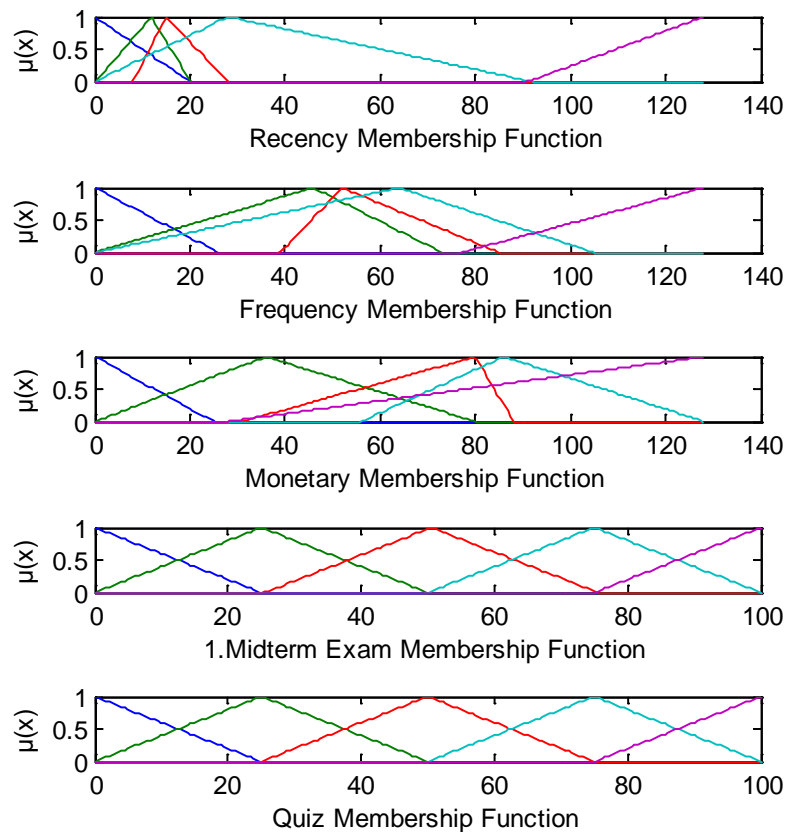 μ(x)
1
0.5
0
0 20 40 60 80 100 120 140
Recency Membership Function
μ(x)
1
0.5
0
0 20 40 60 80 100 120 140
Frequency Membership Function
μ(x)
1
0.5
0
0 20 40 60 80 100 120 140
Monetary Membership Function
μ(x)
1
0.5
0
0 20 40 60 80 100
1.Midterm Exam Membership Function
μ(x)
1
0.5
0
0 20 40 60 80 100
Quiz Membership Function